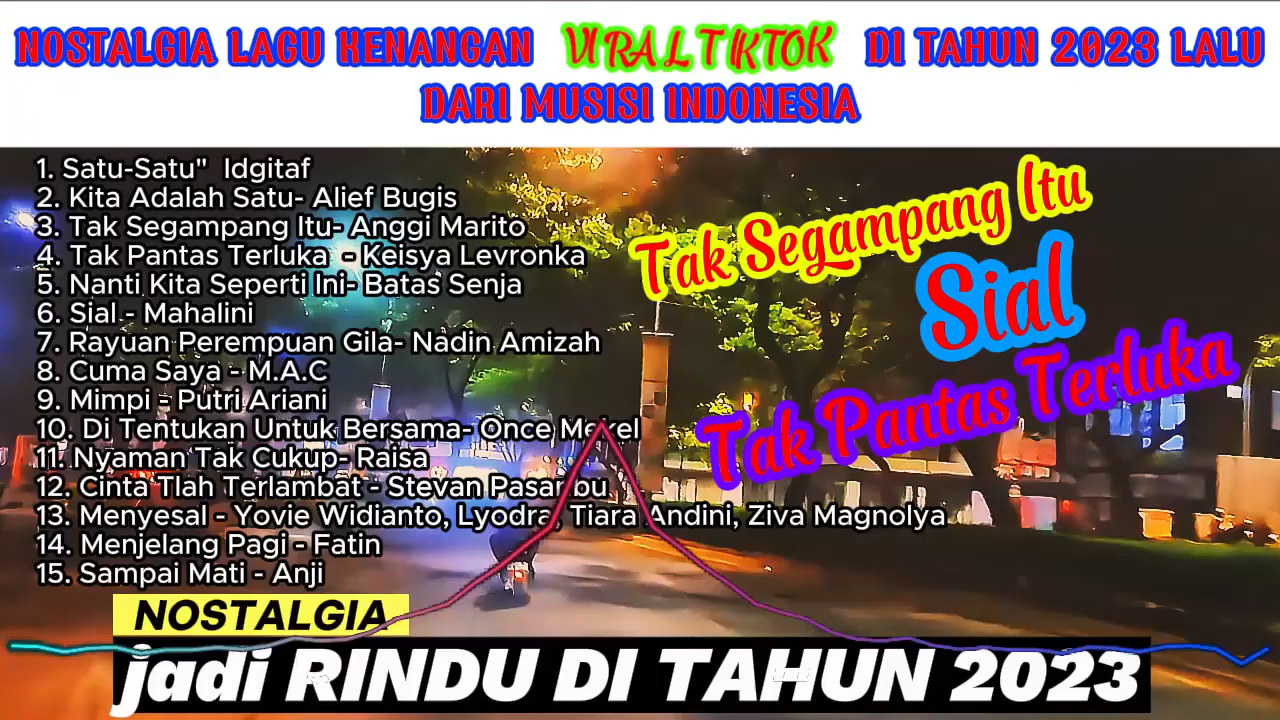 NOSTALGIA LAGU KENANGAN VIRAL TIKTOK DI TAHUN 2023 LALU
DARI MUSISI INDONESIA
1. Satu-Satu" Idgitaf
2. Kita Adalah Satu- Alief Bugis
3. Tak Segampang Itu- Anggi Marito
4. Tak Pantas Terluka - Keisya Levronka
5. Nanti Kita Seperti Ini- Batas Senja
6. Sial - Mahalini
7. Rayuan Perempuan Gila- Nadin Amizah
8. Cuma Saya - M.A.C
9. Mimpi - Putri Ariani
10. Di Tentukan Untuk Bersama- Once Mekel
11. Nyaman Tak Cukup- Raisa
12. Cinta Tlah Terlambat - Stevan Pasaribu
13. Menyesal - Yovie Widianto, Lyodra, Tiara Andini, Ziva Magnolya
14. Menjelang Pagi - Fatin
15. Sampai Mati - Anji
Tak Segampang Itu
Sial
Tak Pantas Terluka
NOSTALGIA
jadi RINDU DI TAHUN 2023